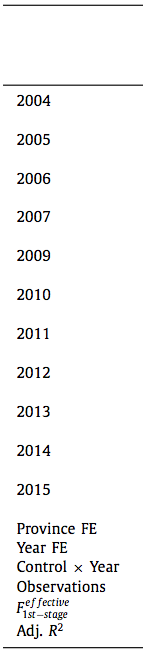 2004
2005
2006
2007
2009
2010
2011
2012
2013
2014
2015
Province FE
Year FE
Control × Year
Observations
F^{effective}_{1st−stage}
Adj. R²